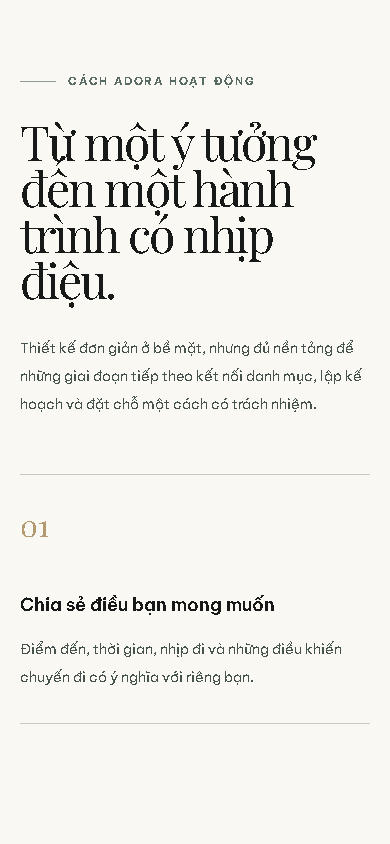 CÁCH ADORA HOẠT ĐỘNG
Từ một ý tưởng
đến một hành
trình có nhịp
điệu.
Thiết kế đơn giản ở bề mặt, nhưng đủ nền tảng để
những giai đoạn tiếp theo kết nối danh mục, lập kế
hoạch và đặt chỗ một cách có trách nhiệm.
01
Chia sẻ điều bạn mong muốn
Điểm đến, thời gian, nhịp đi và những điều khiến
chuyến đi có ý nghĩa với riêng bạn.